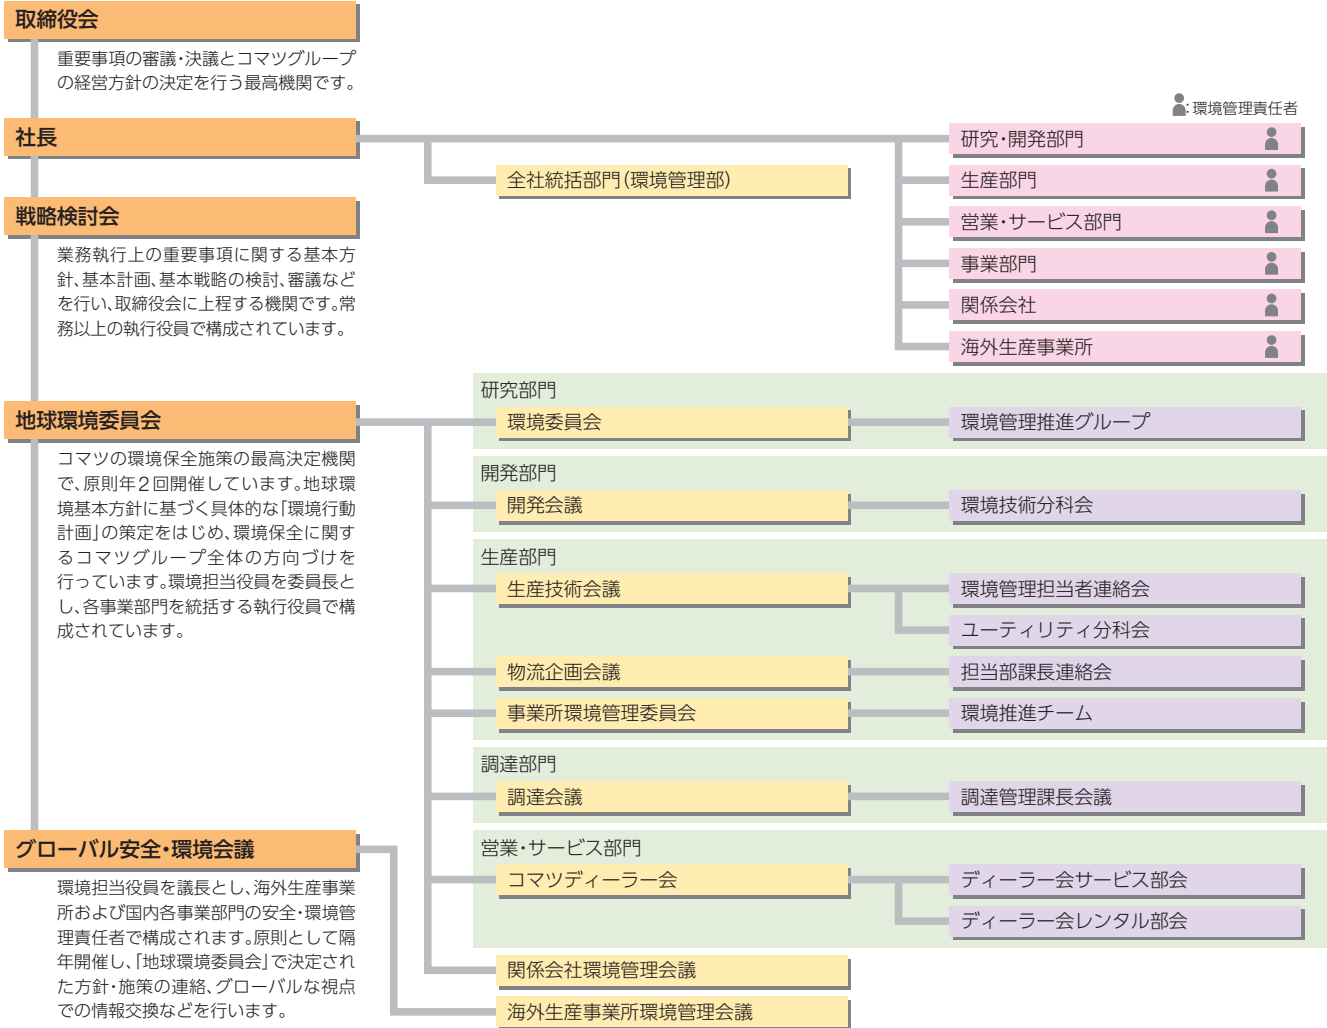 取締役会
重要事項の審議・決議とコマツグループ
の経営方針の決定を行う最高機関です。
:環境管理責任者
社長
全社統括部門(環境管理部)
研究・開発部門
生産部門
営業・サービス部門
事業部門
関係会社
海外生産事業所
戦略検討会
業務執行上の重要事項に関する基本方
針、基本計画、基本戦略の検討、審議など
を行い、取締役会に上程する機関です。常
務以上の執行役員で構成されています。
地球環境委員会
コマツの環境保全施策の最高決定機関
で、原則年2回開催しています。地球環
境基本方針に基づく具体的な「環境行動
計画」の策定をはじめ、環境保全に関す
るコマツグループ全体の方向づけを
行っています。環境担当役員を委員長と
し、各事業部門を統括する執行役員で構
成されています。
研究部門
環境委員会
環境管理推進グループ
開発部門
開発会議
環境技術分科会
生産部門
生産技術会議
環境管理担当者連絡会
ユーティリティ分科会
物流企画会議
担当部課長連絡会
事業所環境管理委員会
環境推進チーム
調達部門
調達会議
調達管理課長会議
営業・サービス部門
コマツディーラー会
ディーラー会サービス部会
ディーラー会レンタル部会
関係会社環境管理会議
海外生産事業所環境管理会議
グローバル安全・環境会議
環境担当役員を議長とし、海外生産事業
所および国内各事業部門の安全・環境管
理責任者で構成されます。原則として隔
年開催し、「地球環境委員会」で決定され
た方針・施策の連絡、グローバルな視点
での情報交換などを行います。